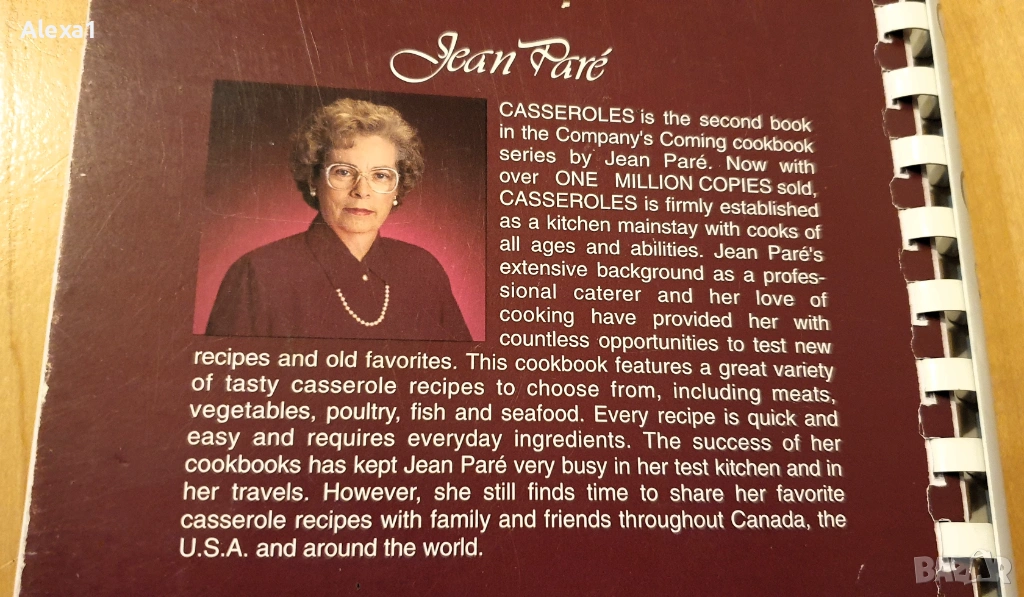 Alexa1
Jean Paré
CASSEROLES is the second book
in the Company's Coming cookbook
series by Jean Paré. Now with
over ONE MILLION COPIES sold,
CASSEROLES is firmly established
as a kitchen mainstay with cooks of
all ages and abilities. Jean Paré's
extensive background as a profes-
sional caterer and her love of
cooking have provided her with
countless opportunities to test new
recipes and old favorites. This cookbook features a great variety
of tasty casserole recipes to choose from, including meats,
vegetables, poultry, fish and seafood. Every recipe is quick and
easy and requires everyday ingredients. The success of her
cookbooks has kept Jean Paré very busy in her test kitchen and in
her travels. However, she still finds time to share her favorite
casserole recipes with family and friends throughout Canada, the
U.S.A. and around the world.
BAZAR